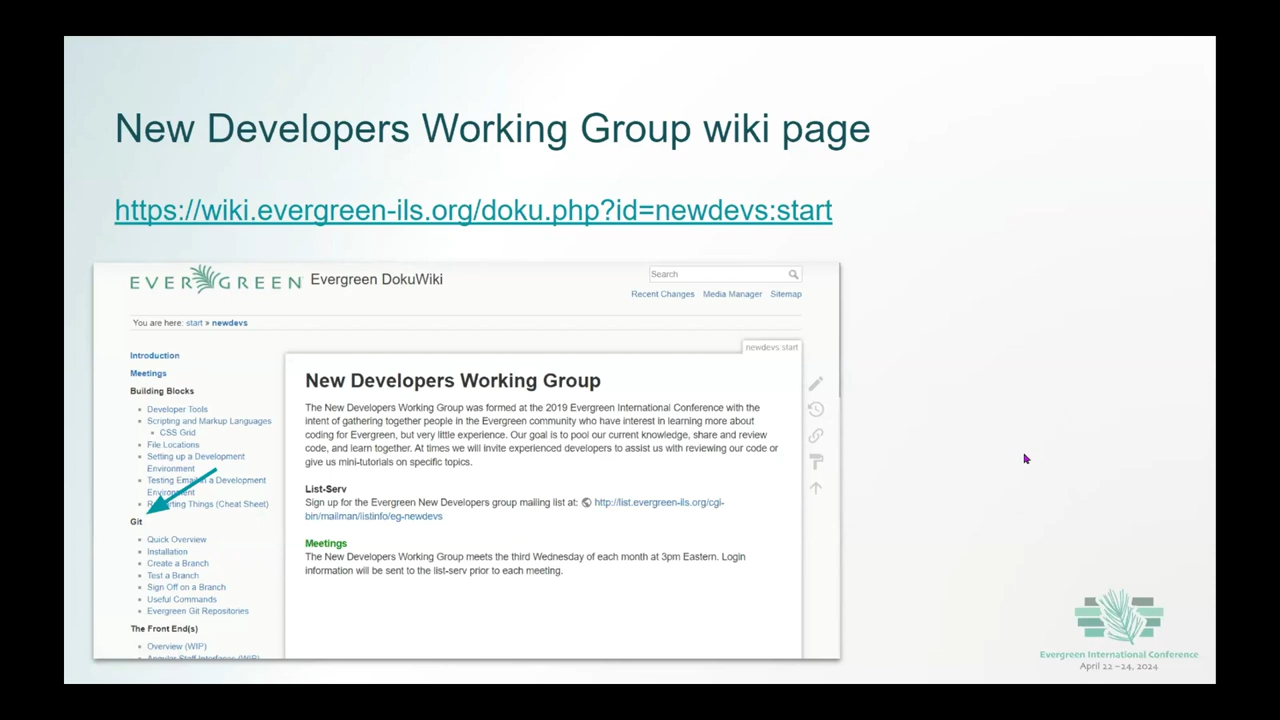 New Developers Working Group wiki page
https://wiki.evergreen-ils.org/doku.php?id=newdevs:start
EVERGREEN
Evergreen DokuWiki
Search
Recent Changes Media Manager Sitemap
You are here: start » newdevs
newdevs:start
Introduction
Meetings
Building Blocks
Developer Tools
Scripting and Markup Languages
CSS Grid
File Locations
Setting up a Development
Environment
Testing Email in a Development
Environment
Reporting Things (Cheat Sheet)
Git
Quick Overview
Installation
Create a Branch
Test a Branch
Sign Off on a Branch
Useful Commands
Evergreen Git Repositories
The Front End(s)
Overview (WIP)
Angular Staff Interfaces (WIP)
New Developers Working Group
The New Developers Working Group was formed at the 2019 Evergreen International Conference with the
intent of gathering together people in the Evergreen community who have interest in learning more about
coding for Evergreen, but very little experience. Our goal is to pool our current knowledge, share and review
code, and learn together. At times we will invite experienced developers to assist us with reviewing our code or
give us mini-tutorials on specific topics.
List-Serv
Sign up for the Evergreen New Developers group mailing list at: http://list.evergreen-ils.org/cgi-
bin/mailman/listinfo/eg-newdevs
Meetings
The New Developers Working Group meets the third Wednesday of each month at 3pm Eastern. Login
information will be sent to the list-serv prior to each meeting.
Evergreen International Conference
April 22 –24, 2024